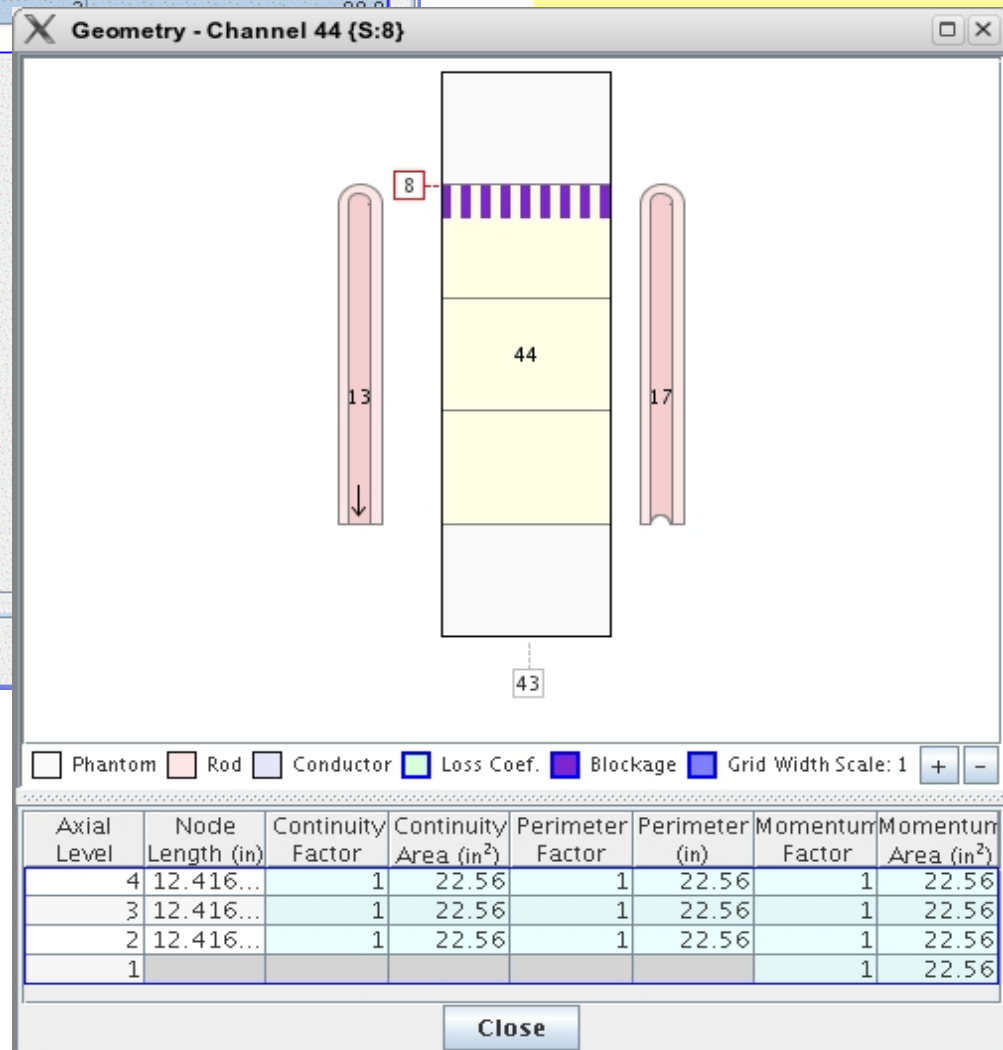 Geometry - Channel 44 {S:8}
8
44
13
17
43
Phantom Rod Conductor Loss Coef. Blockage Grid Width Scale: 1 + -
Axial Level Node Length (in) Continuity Factor Continuity Area (in²) Perimeter Factor Perimeter (in) Momentum Factor Momentum Area (in²)
4 12.416... 1 22.56 1 22.56 1 22.56
3 12.416... 1 22.56 1 22.56 1 22.56
2 12.416... 1 22.56 1 22.56 1 22.56
1 1 22.56
Close